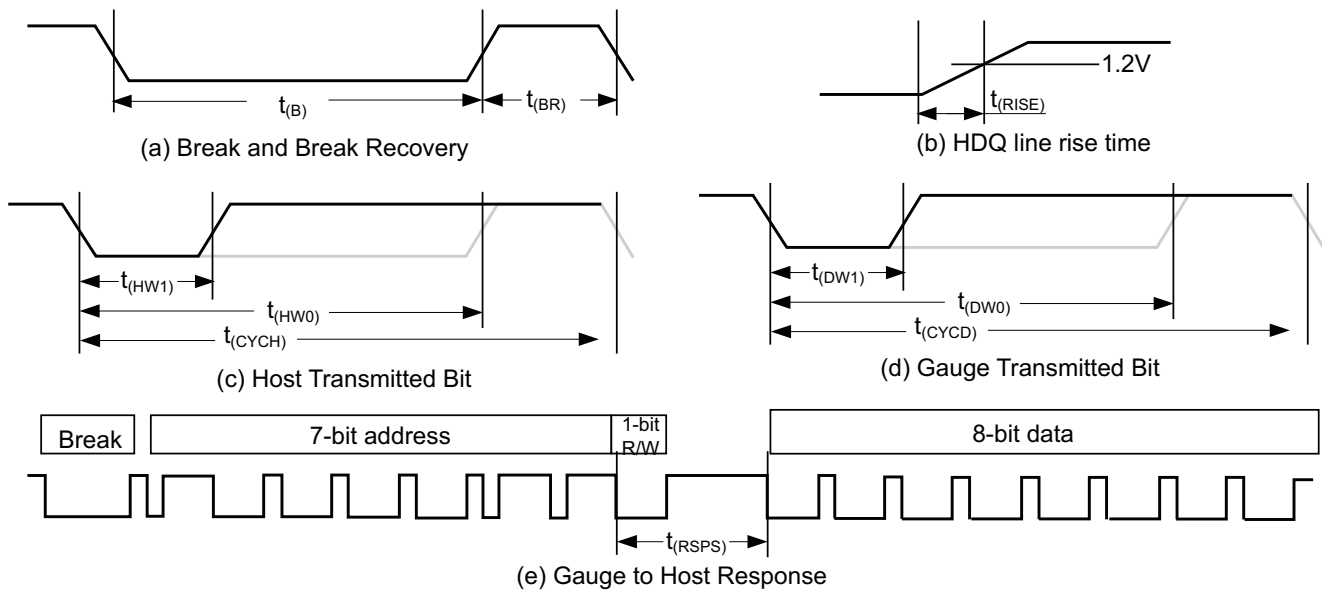 t(B)
t(BR)
(a) Break and Break Recovery
1.2V
t(RISE)
(b) HDQ line rise time
t(HW1)
t(HW0)
t(CYCH)
(c) Host Transmitted Bit
t(DW1)
t(DW0)
t(CYCD)
(d) Gauge Transmitted Bit
Break
7-bit address
1-bit
R/W
8-bit data
t(RSPS)
(e) Gauge to Host Response